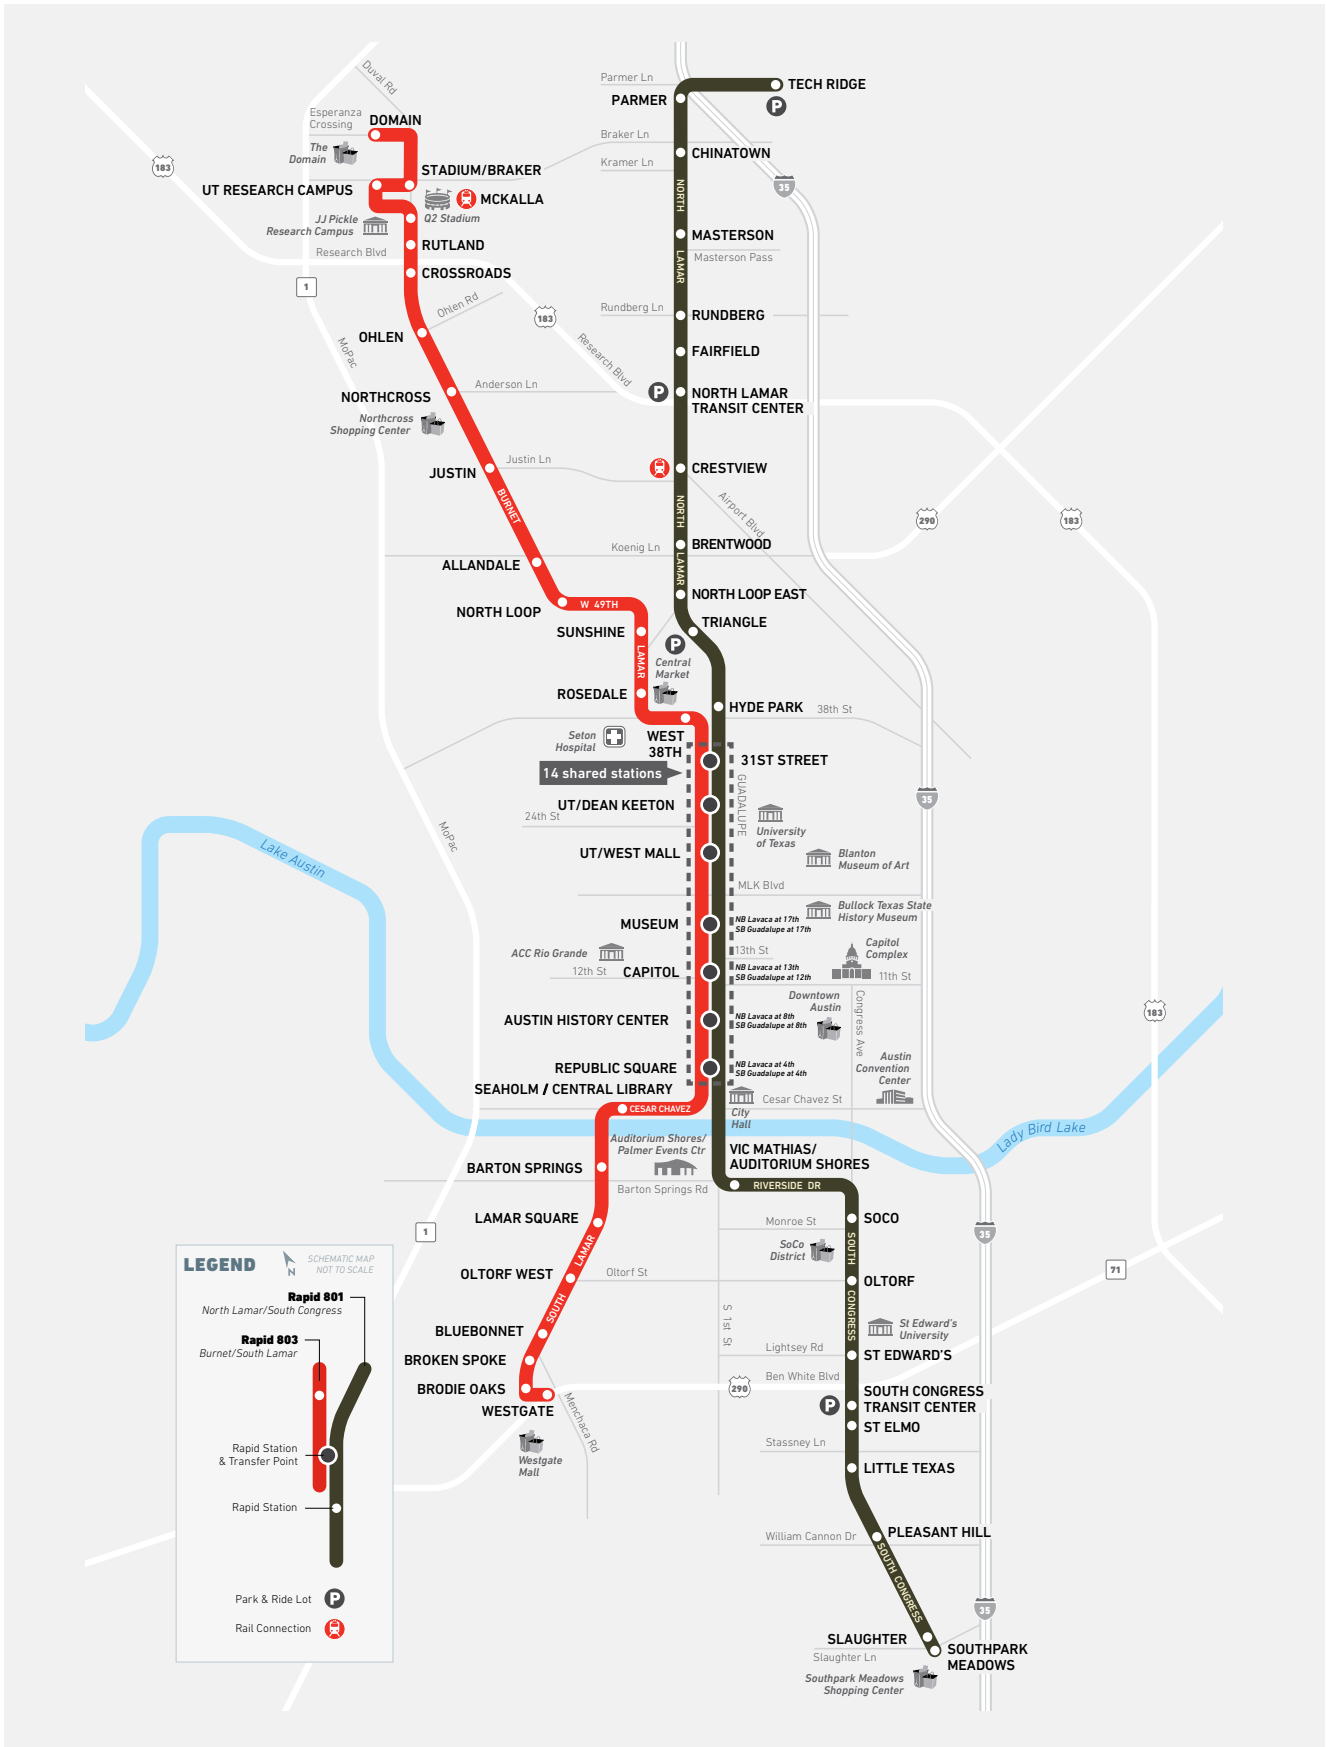 Duval Rd
Parmer Ln
TECH RIDGE
PARMER
P
Esperanza
Crossing
DOMAIN
Braker Ln
CHINATOWN
Kramer Ln
The
Domain
183
STADIUM/BRAKER
35
UT RESEARCH CAMPUS
MCKALLA
NORTH
JJ Pickle
Research Campus
Q2 Stadium
RUTLAND
MASTERSON
Research Blvd
LAMAR
Masterson Pass
CROSSROADS
1
Ohlen Rd
183
Rundberg Ln
RUNDBERG
OHLEN
MoPac
Research Blvd
FAIRFIELD
Anderson Ln
P
NORTH LAMAR
TRANSIT CENTER
NORTHCROSS
Northcross
Shopping Center
Justin Ln
CRESTVIEW
JUSTIN
BURNET
NORTH
Airport Blvd
290
183
Koenig Ln
BRENTWOOD
ALLANDALE
LAMAR
NORTH LOOP EAST
W 49TH
NORTH LOOP
TRIANGLE
SUNSHINE
P
LAMAR
Central
Market
ROSEDALE
HYDE PARK
38th St
Seton
Hospital
WEST
38TH
31ST STREET
14 shared stations
GUADALUPE
35
UT/DEAN KEETON
24th St
University
of Texas
MoPac
Lake Austin
UT/WEST MALL
Blanton
Museum of Art
MLK Blvd
Bullock Texas State
History Museum
MUSEUM
NB Lavaca at 17th
SB Guadalupe at 17th
ACC Rio Grande
13th St
Capitol
Complex
12th St
CAPITOL
NB Lavaca at 13th
SB Guadalupe at 12th
11th St
Downtown
Austin
Congress Ave
183
AUSTIN HISTORY CENTER
NB Lavaca at 8th
SB Guadalupe at 8th
REPUBLIC SQUARE
NB Lavaca at 4th
SB Guadalupe at 4th
Austin
Convention
Center
SEAHOLM / CENTRAL LIBRARY
CESAR CHAVEZ
Cesar Chavez St
City
Hall
Lady Bird Lake
Auditorium Shores/
Palmer Events Ctr
VIC MATHIAS/
AUDITORIUM SHORES
BARTON SPRINGS
Barton Springs Rd
RIVERSIDE DR
LAMAR SQUARE
Monroe St
SOCO
1
35
LAMAR
SoCo
District
SOUTH
OLTORF WEST
Oltorf St
OLTORF
71
SOUTH
CONGRESS
S 1st St
St Edward's
University
BLUEBONNET
Lightsey Rd
ST EDWARD'S
BROKEN SPOKE
Ben White Blvd
BRODIE OAKS
290
SOUTH CONGRESS
TRANSIT CENTER
P
WESTGATE
Menchaca Rd
ST ELMO
Stassney Ln
Westgate
Mall
LITTLE TEXAS
William Cannon Dr
PLEASANT HILL
SOUTH CONGRESS
35
SLAUGHTER
SOUTHPARK
MEADOWS
Slaughter Ln
Southpark Meadows
Shopping Center
LEGEND
N
SCHEMATIC MAP
NOT TO SCALE
Rapid 801
North Lamar/South Congress
Rapid 803
Burnet/South Lamar
Rapid Station
& Transfer Point
Rapid Station
Park & Ride Lot
P
Rail Connection